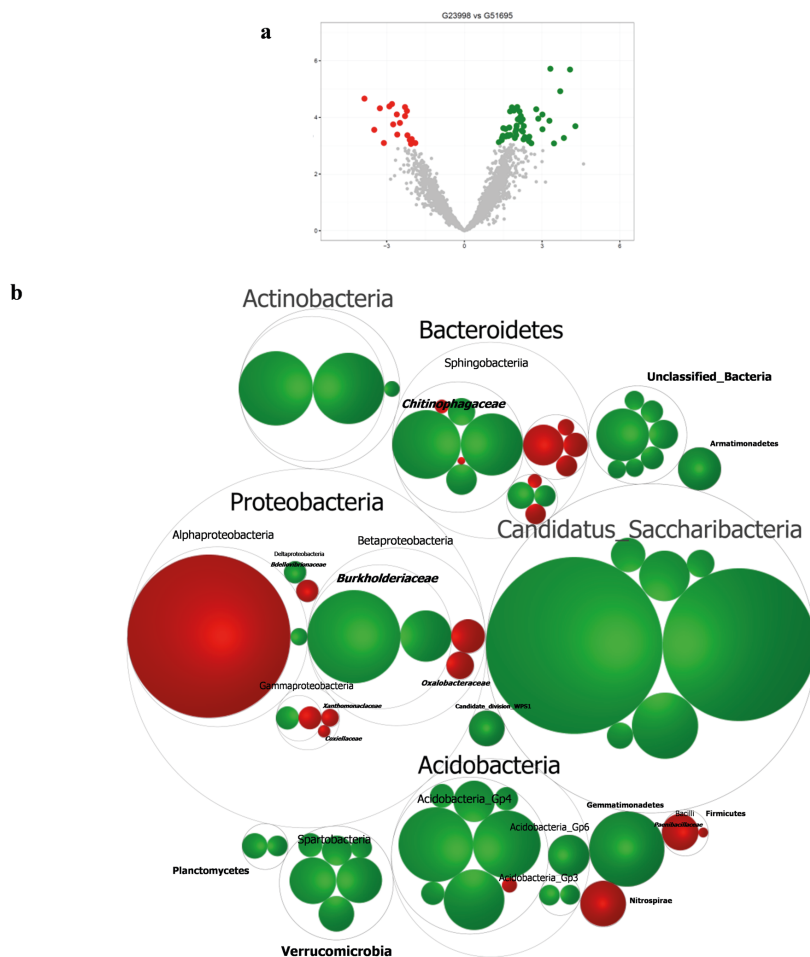 G23998 vs G51695
a
6
4
2
0
−3
0
3
6
b
Actinobacteria
Bacteroidetes
Sphingobacteriia
Unclassified_Bacteria
Chitinophagaceae
Armatimonadetes
Proteobacteria
Candidatus_Saccharibacteria
Alphaproteobacteria
Betaproteobacteria
Deltaproteobacteria
Bdellovibrionaceae
Burkholderiaceae
Oxalobacteraceae
Gammaproteobacteria
Xanthomonadaceae
Candidate_division_WPS1
Coxiellaceae
Acidobacteria
Acidobacteria_Gp4
Gemmatimonadetes
Bacilli
Firmicutes
Paenibacillaceae
Acidobacteria_Gp6
Spartobacteria
Planctomycetes
Acidobacteria_Gp3
Nitrospirae
Verrucomicrobia